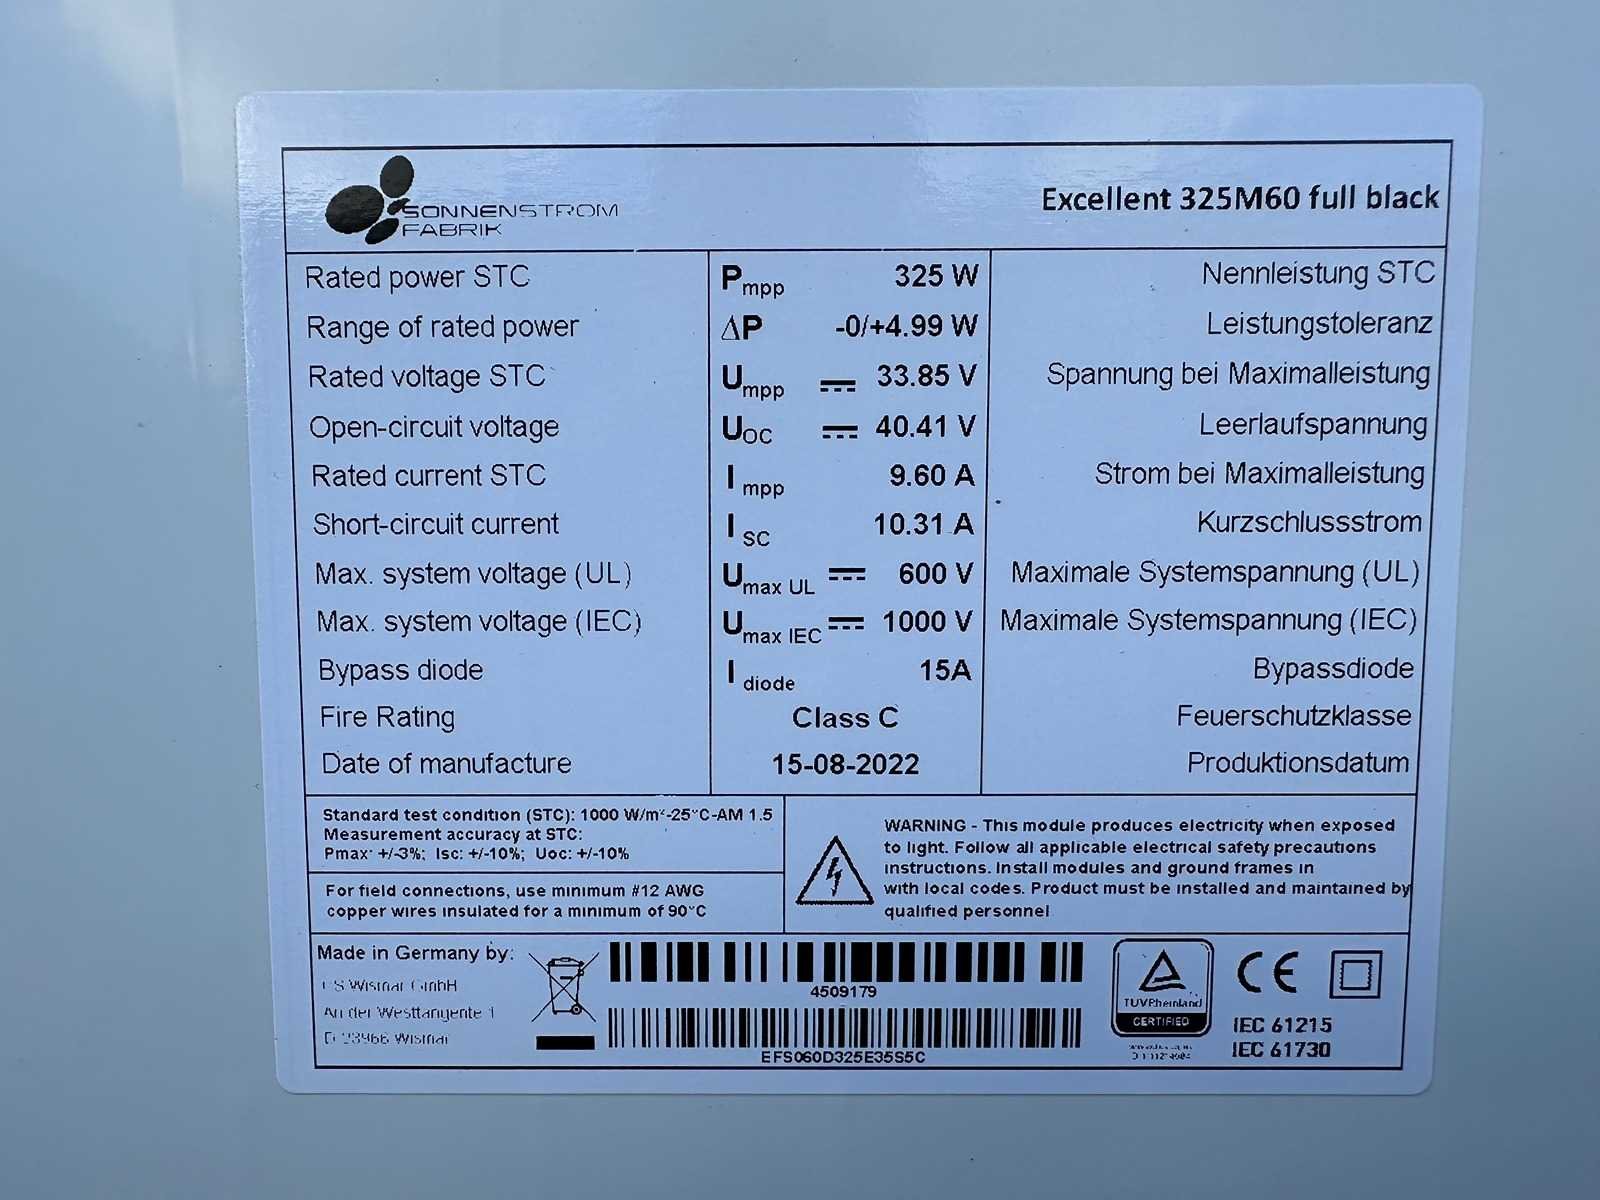 SONNENSTROM
FABRIK
Excellent 325M60 full black
Rated power STC Pmpp 325 W Nennleistung STC
Range of rated power ΔP -0/+4.99 W Leistungstoleranz
Rated voltage STC Umpp 33.85 V Spannung bei Maximalleistung
Open-circuit voltage UOC 40.41 V Leerlaufspannung
Rated current STC Impp 9.60 A Strom bei Maximalleistung
Short-circuit current ISC 10.31 A Kurzschlussstrom
Max. system voltage (UL) Umax UL 600 V Maximale Systemspannung (UL)
Max. system voltage (IEC) Umax IEC 1000 V Maximale Systemspannung (IEC)
Bypass diode Idiode 15A Bypassdiode
Fire Rating Class C Feuerschutzklasse
Date of manufacture 15-08-2022 Produktionsdatum
Standard test condition (STC): 1000 W/m²-25°C-AM 1.5
Measurement accuracy at STC:
Pmax: +/-3%; Isc: +/-10%; Uoc: +/-10%
For field connections, use minimum #12 AWG
copper wires insulated for a minimum of 90°C
WARNING - This module produces electricity when exposed
to light. Follow all applicable electrical safety precautions
instructions. Install modules and ground frames in
with local codes. Product must be installed and maintained by
qualified personnel
Made in Germany by:
Wismar GmbH
An der Westtangente 1
D-23966 Wismar
4509179
EFS060D325E35S5C
TÜVRheinland
CERTIFIED
CE
IEC 61215
IEC 61730